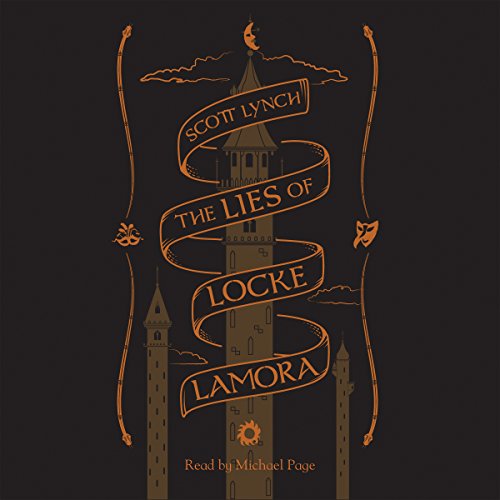 SCOTT LYNCH
THE LIES OF
LOCKE
LAMORA
Read by Michael Page